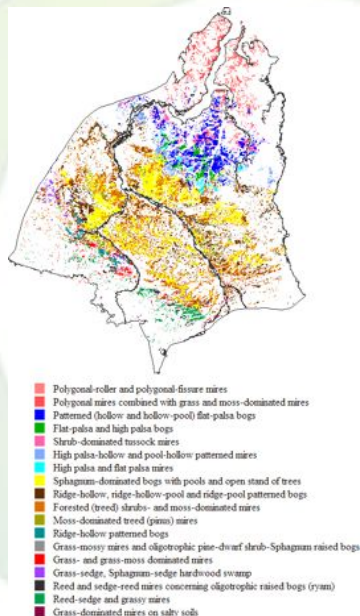 Polygonal-roller and polygonal-fissure mires
Polygonal mires combined with grass and moss-dominated mires
Patterned (hollow and hollow-pool) flat-palsa bogs
Flat-palsa and high palsa bogs
Shrub-dominated tussock mires
High palsa-hollow and pool-hollow patterned mires
High palsa and flat palsa mires
Sphagnum-dominated bogs with pools and open stand of trees
Ridge-hollow, ridge-hollow-pool and ridge-pool patterned bogs
Forested (treed) shrubs- and moss-dominated mires
Moss-dominated treed (pinus) mires
Ridge-hollow patterned bogs
Grass-mossy mires and oligotrophic pine-dwarf shrub-Sphagnum raised bogs
Grass- and grass-moss dominated mires
Grass-sedge, Sphagnum-sedge hardwood swamp
Reed and sedge-reed mires concerning oligotrophic raised bogs (ryam)
Reed-sedge and grassy mires
Grass-dominated mires on salty soils